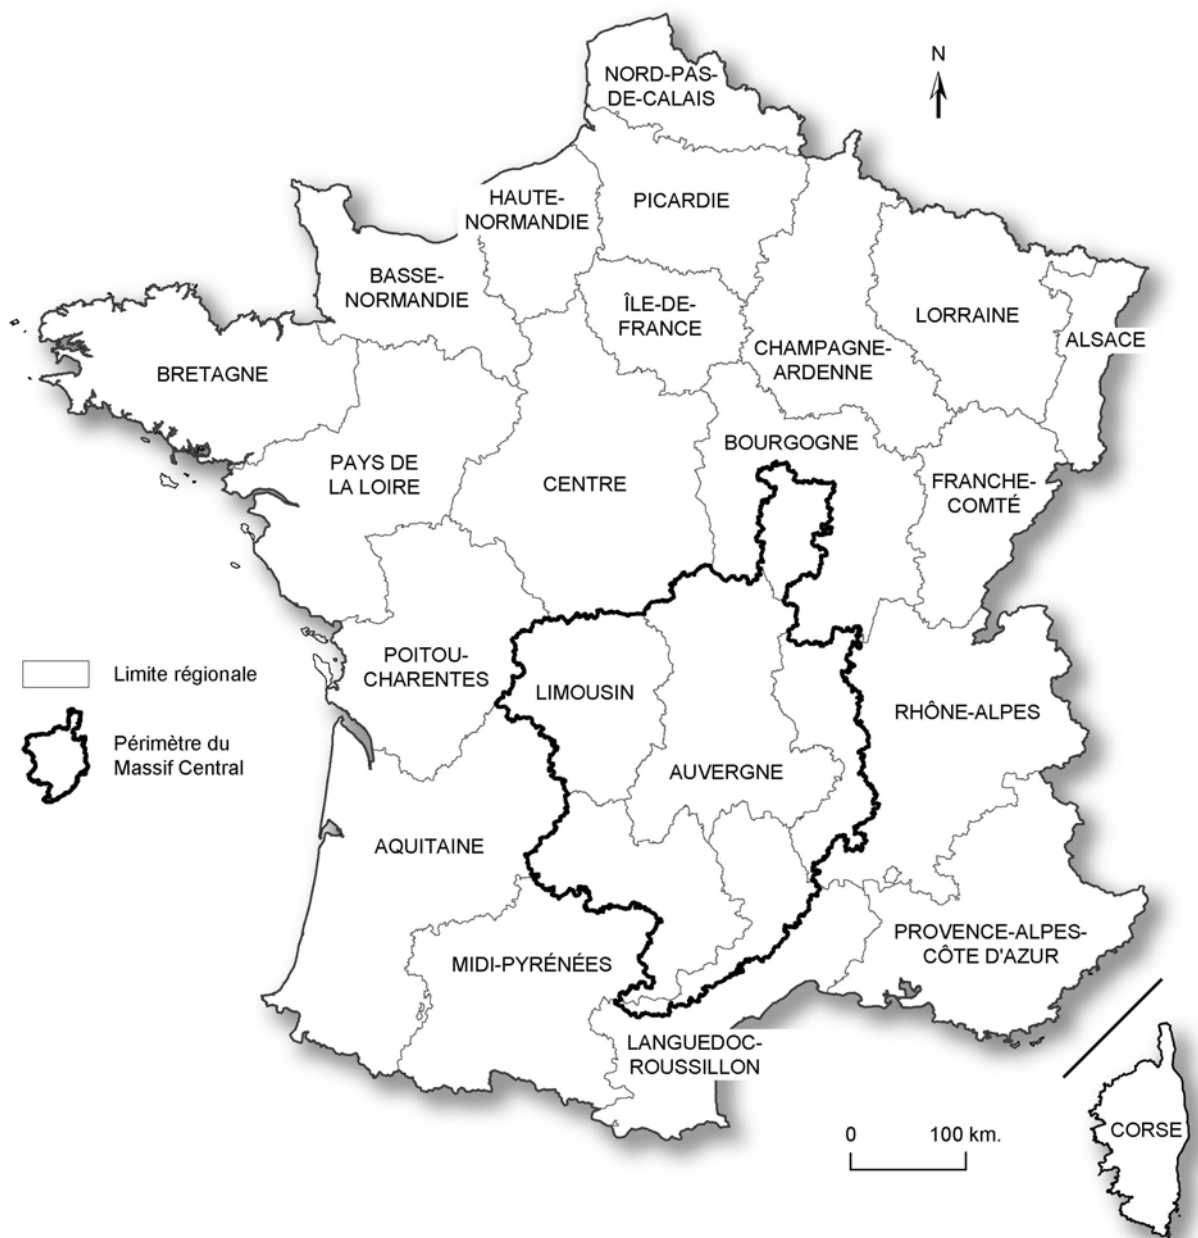 N
NORD-PAS-
DE-CALAIS
HAUTE-
NORMANDIE
PICARDIE
BASSE-
NORMANDIE
ÎLE-DE-
FRANCE
LORRAINE
ALSACE
CHAMPAGNE-
ARDENNE
BRETAGNE
BOURGOGNE
PAYS DE
LA LOIRE
CENTRE
FRANCHE-
COMTÉ
POITOU-
CHARENTES
LIMOUSIN
RHÔNE-ALPES
AUVERGNE
AQUITAINE
MIDI-PYRÉNÉES
PROVENCE-ALPES-
CÔTE D'AZUR
LANGUEDOC-
ROUSSILLON
CORSE
Limite régionale
Périmètre du
Massif Central
0 100 km.